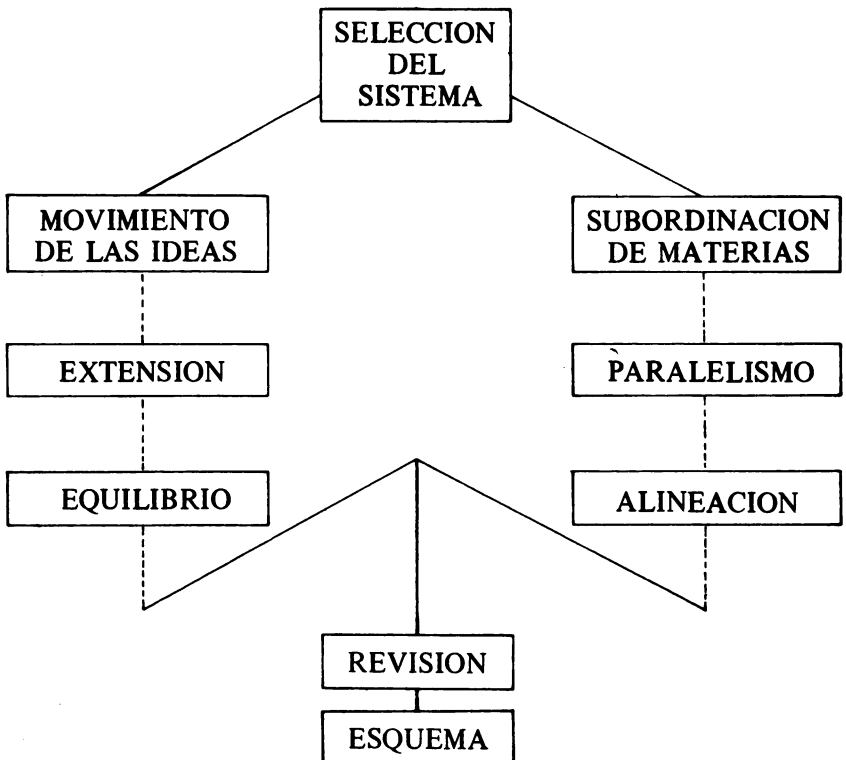 SELECCION
DEL
SISTEMA
MOVIMIENTO
DE LAS IDEAS
SUBORDINACION
DE MATERIAS
EXTENSION
PARALELISMO
EQUILIBRIO
ALINEACION
REVISION
ESQUEMA